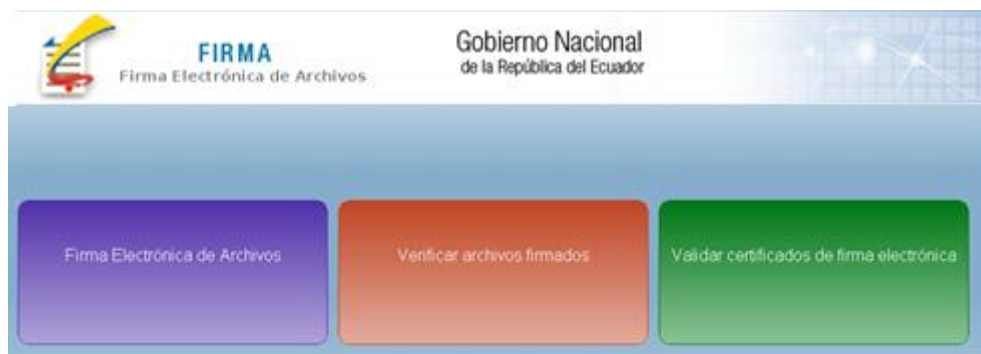 FIRMA
Firma Electrónica de Archivos
Gobierno Nacional
de la República del Ecuador
Firma Electrónica de Archivos
Verificar archivos firmados
Validar certificados de firma electrónica